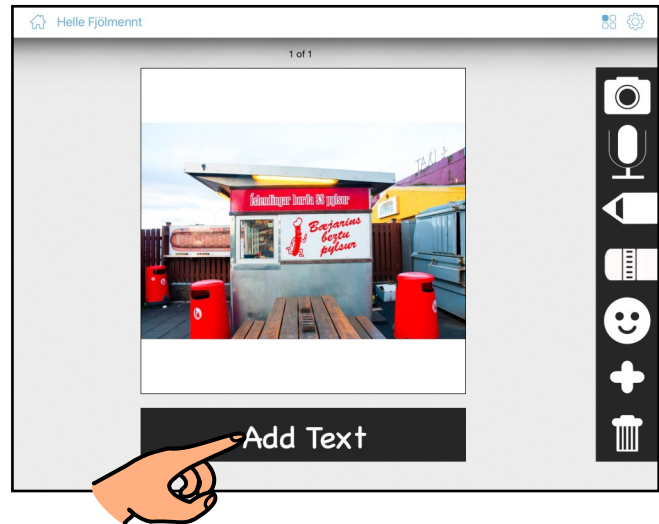 Helle Fjölmennt
1 of 1
TAXI
Íslendingar borða SS pylsur
Bæjarins
beztu
pylsur
Add Text